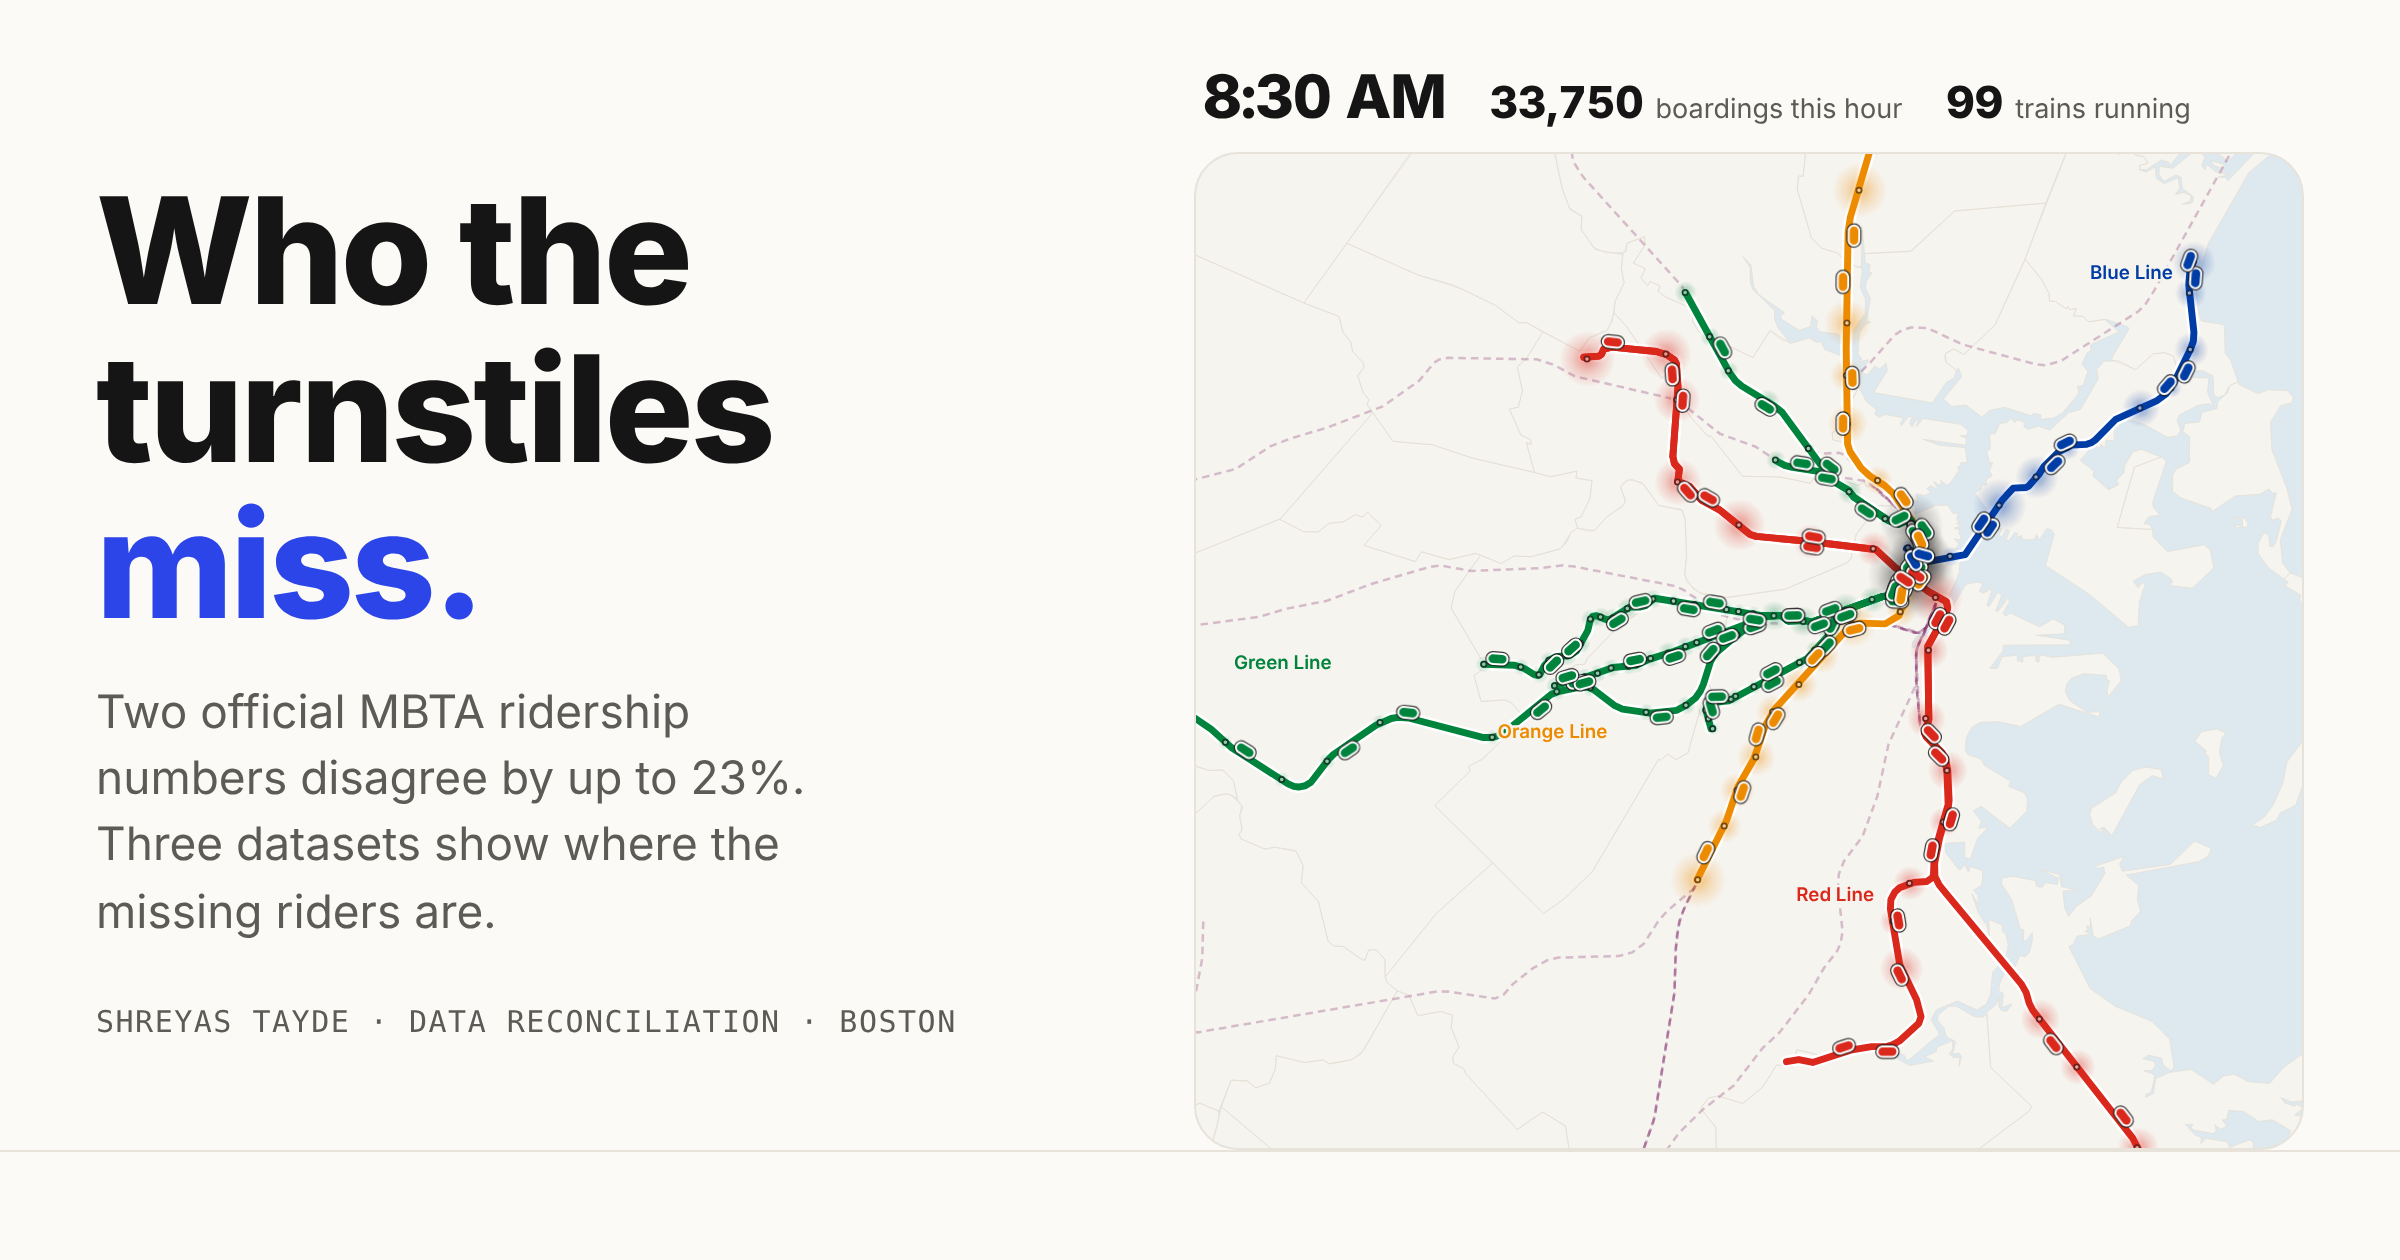 Who the
turnstiles
miss.
Two official MBTA ridership
numbers disagree by up to 23%.
Three datasets show where the
missing riders are.
SHREYAS TAYDE · DATA RECONCILIATION · BOSTON
8:30 AM 33,750 boardings this hour 99 trains running
Blue Line
Green Line
Orange Line
Red Line